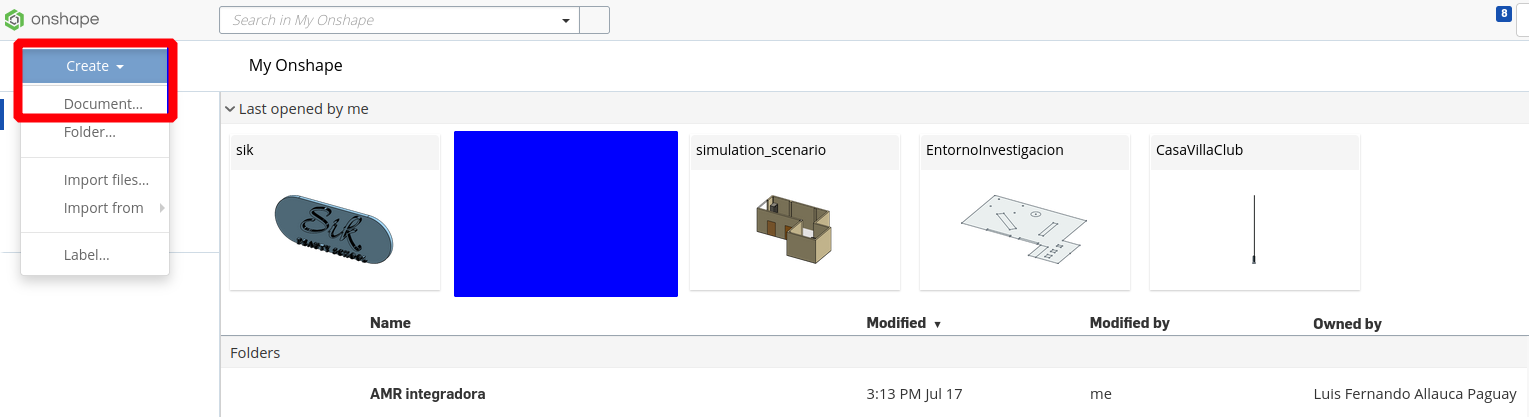 onshape
Search in My Onshape
8
Create
My Onshape
Document...
Folder...
Import files...
Import from
Label...
Last opened by me
sik
simulation_scenario
EntornoInvestigacion
CasaVillaClub
Sik
Name Modified Modified by Owned by
Folders
AMR integradora 3:13 PM Jul 17 me Luis Fernando Allauca Paguay